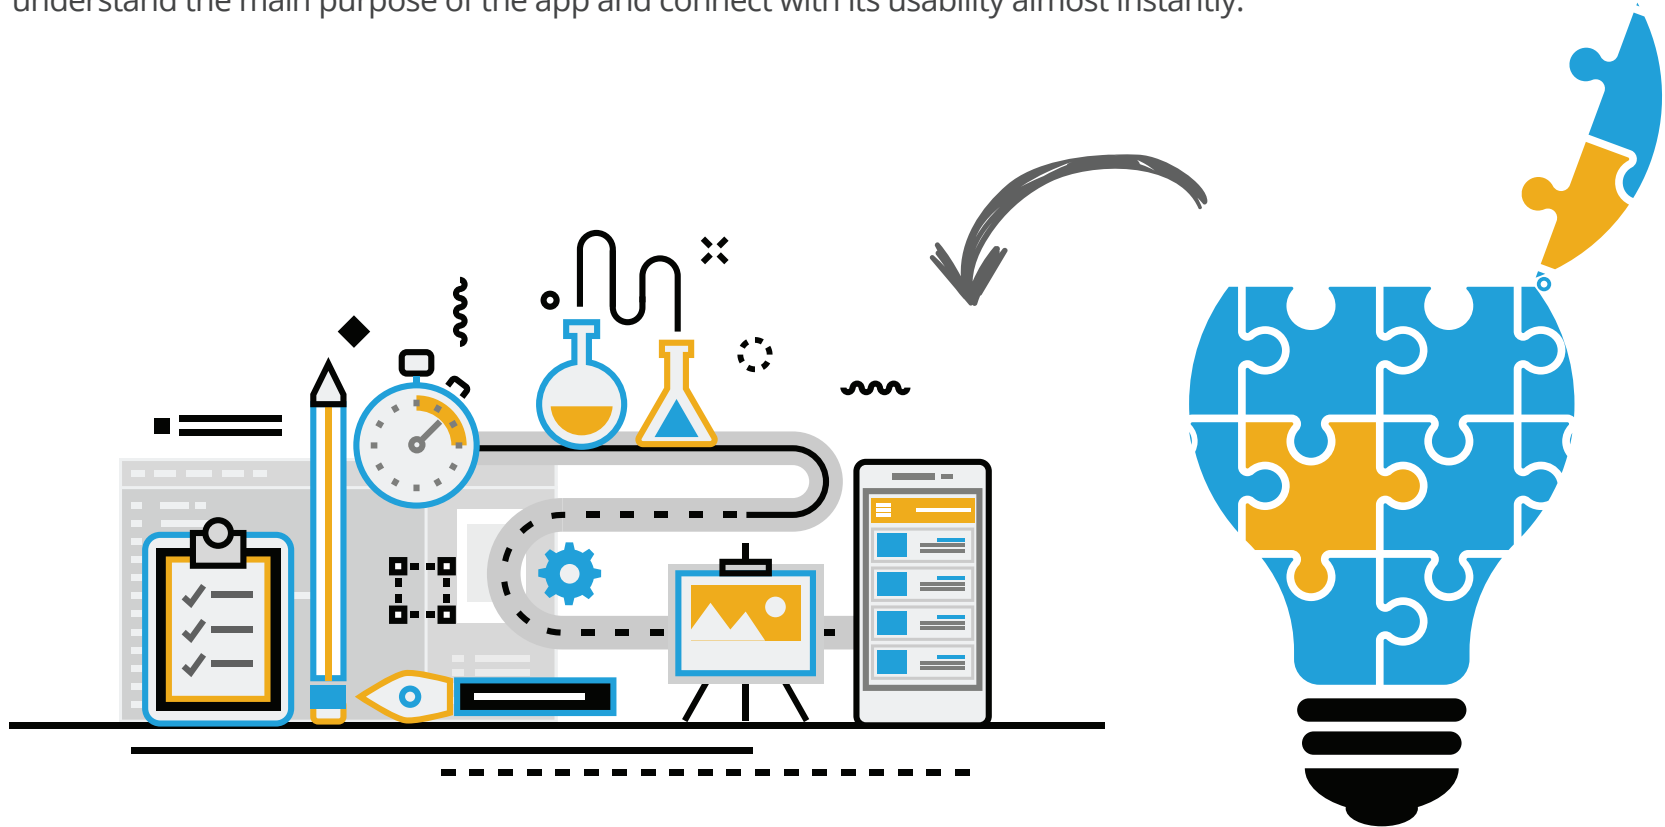 understand the main purpose of the app and connect with its usability almost instantly.